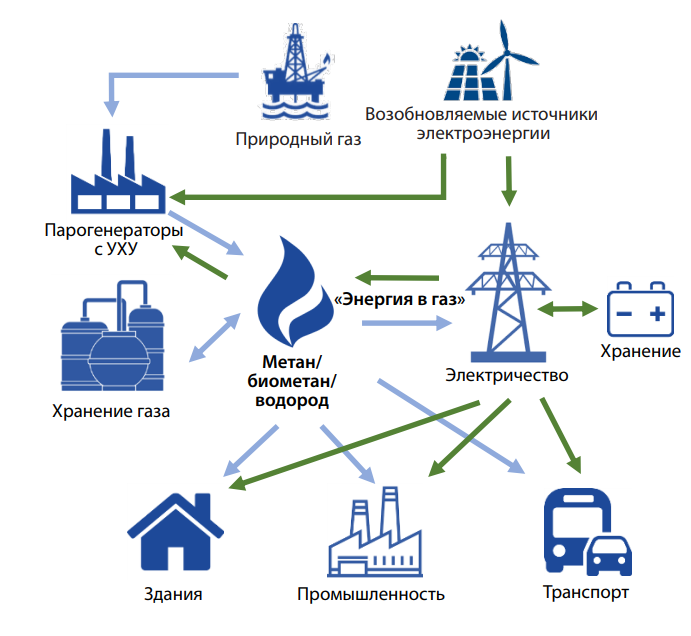 Природный газ
Возобновляемые источники
электроэнергии
Парогенераторы
с УХУ
«Энергия в газ»
Метан/
биометан/
водород
Электричество
Хранение
Хранение газа
Здания
Промышленность
Транспорт